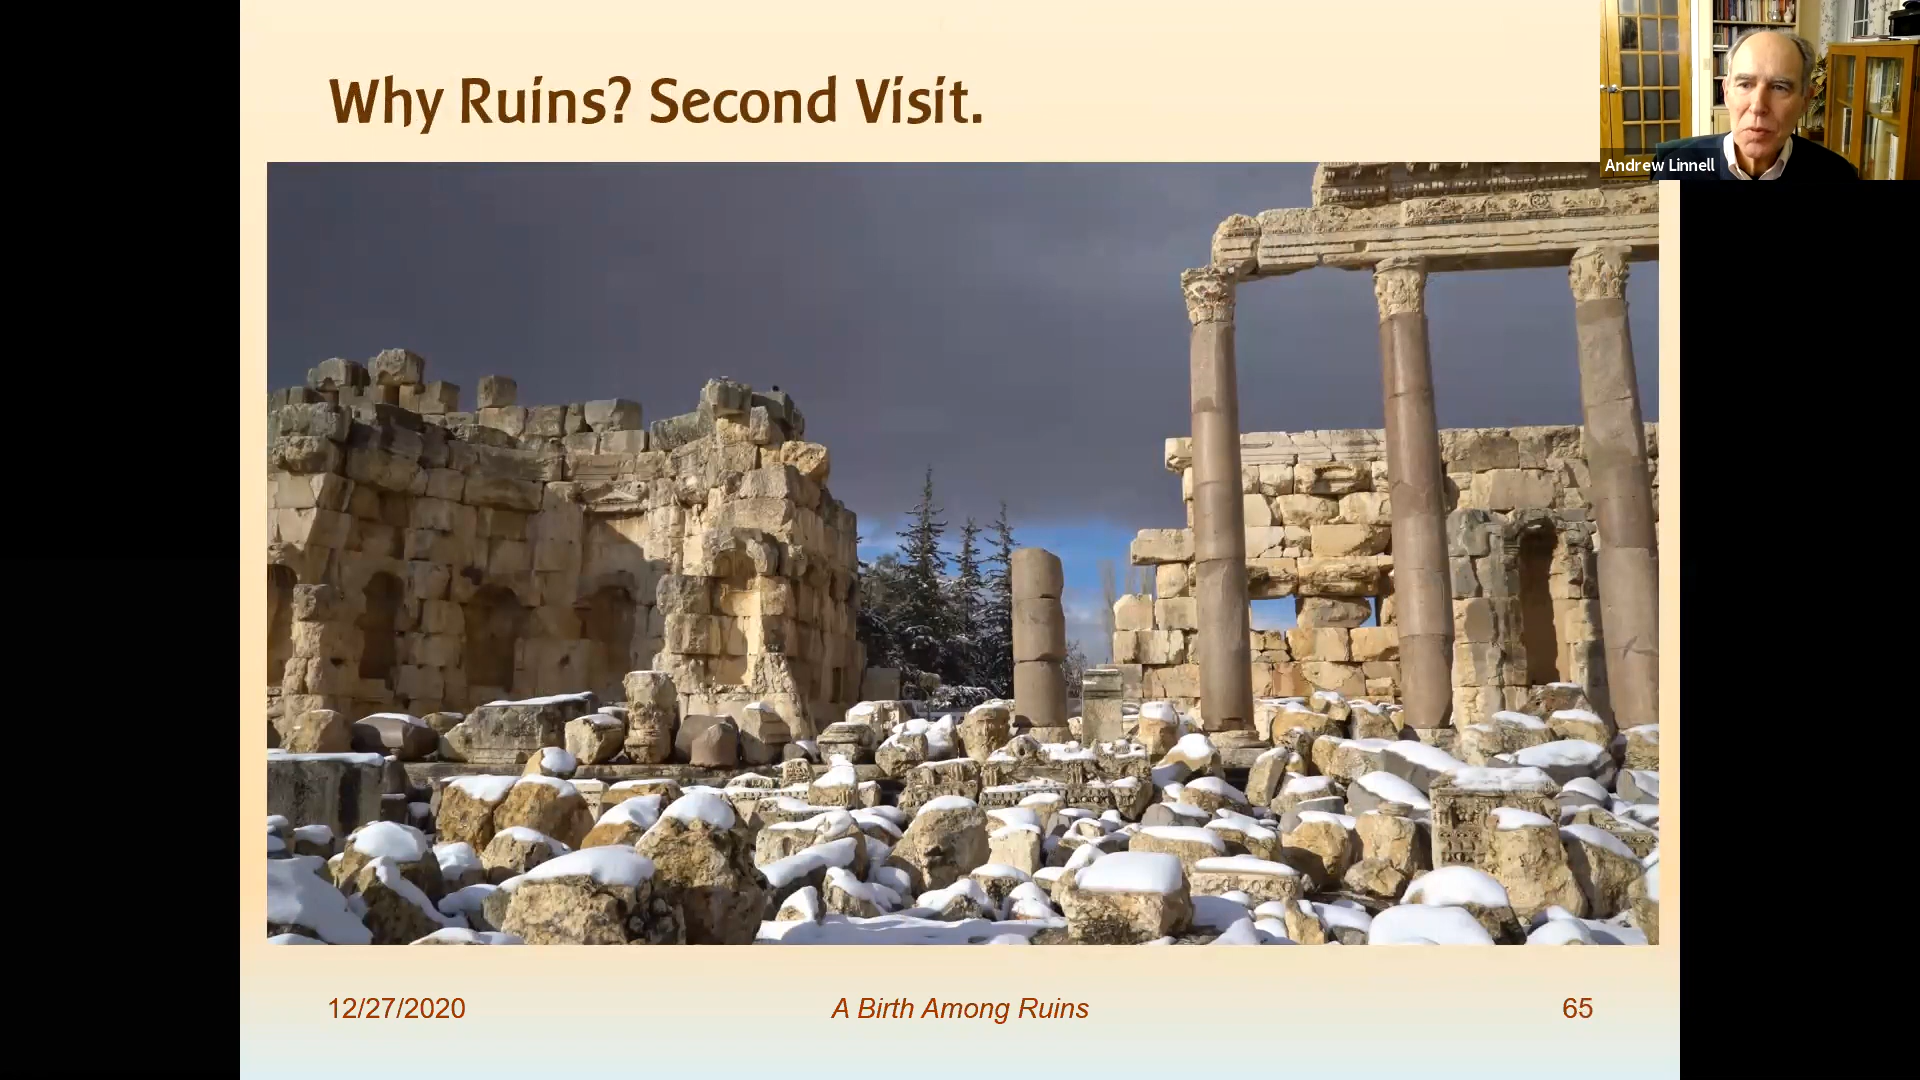 Why Ruins? Second Visit.
Andrew Linnell
12/27/2020
A Birth Among Ruins
65